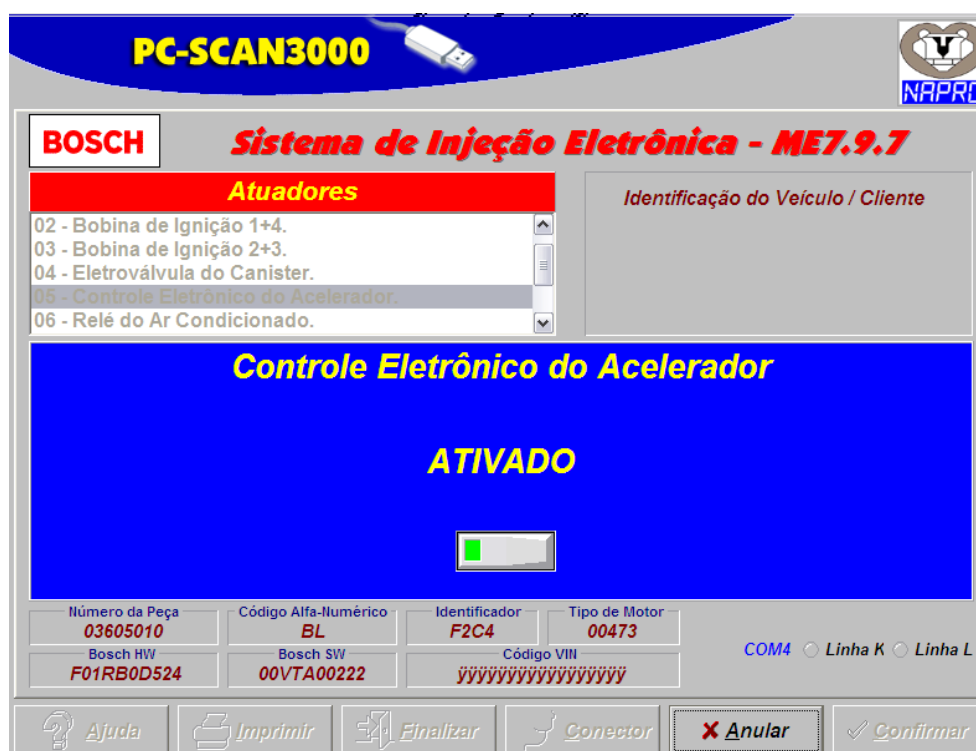 PC-SCAN3000
NAPRO
BOSCH
Sistema de Injeção Eletrônica - ME7.9.7
Atuadores
02 - Bobina de Ignição 1+4.
03 - Bobina de Ignição 2+3.
04 - Eletroválvula do Canister.
05 - Controle Eletrônico do Acelerador.
06 - Relé do Ar Condicionado.
Identificação do Veículo / Cliente
Controle Eletrônico do Acelerador
ATIVADO
Número da Peça
03605010
Código Alfa-Numérico
BL
Identificador
F2C4
Tipo de Motor
00473
Bosch HW
F01RB0D524
Bosch SW
00VTA00222
Código VIN
ÿÿÿÿÿÿÿÿÿÿÿÿÿÿÿÿÿ
COM4
Linha K
Linha L
Ajuda
Imprimir
Finalizar
Conector
Anular
Confirmar